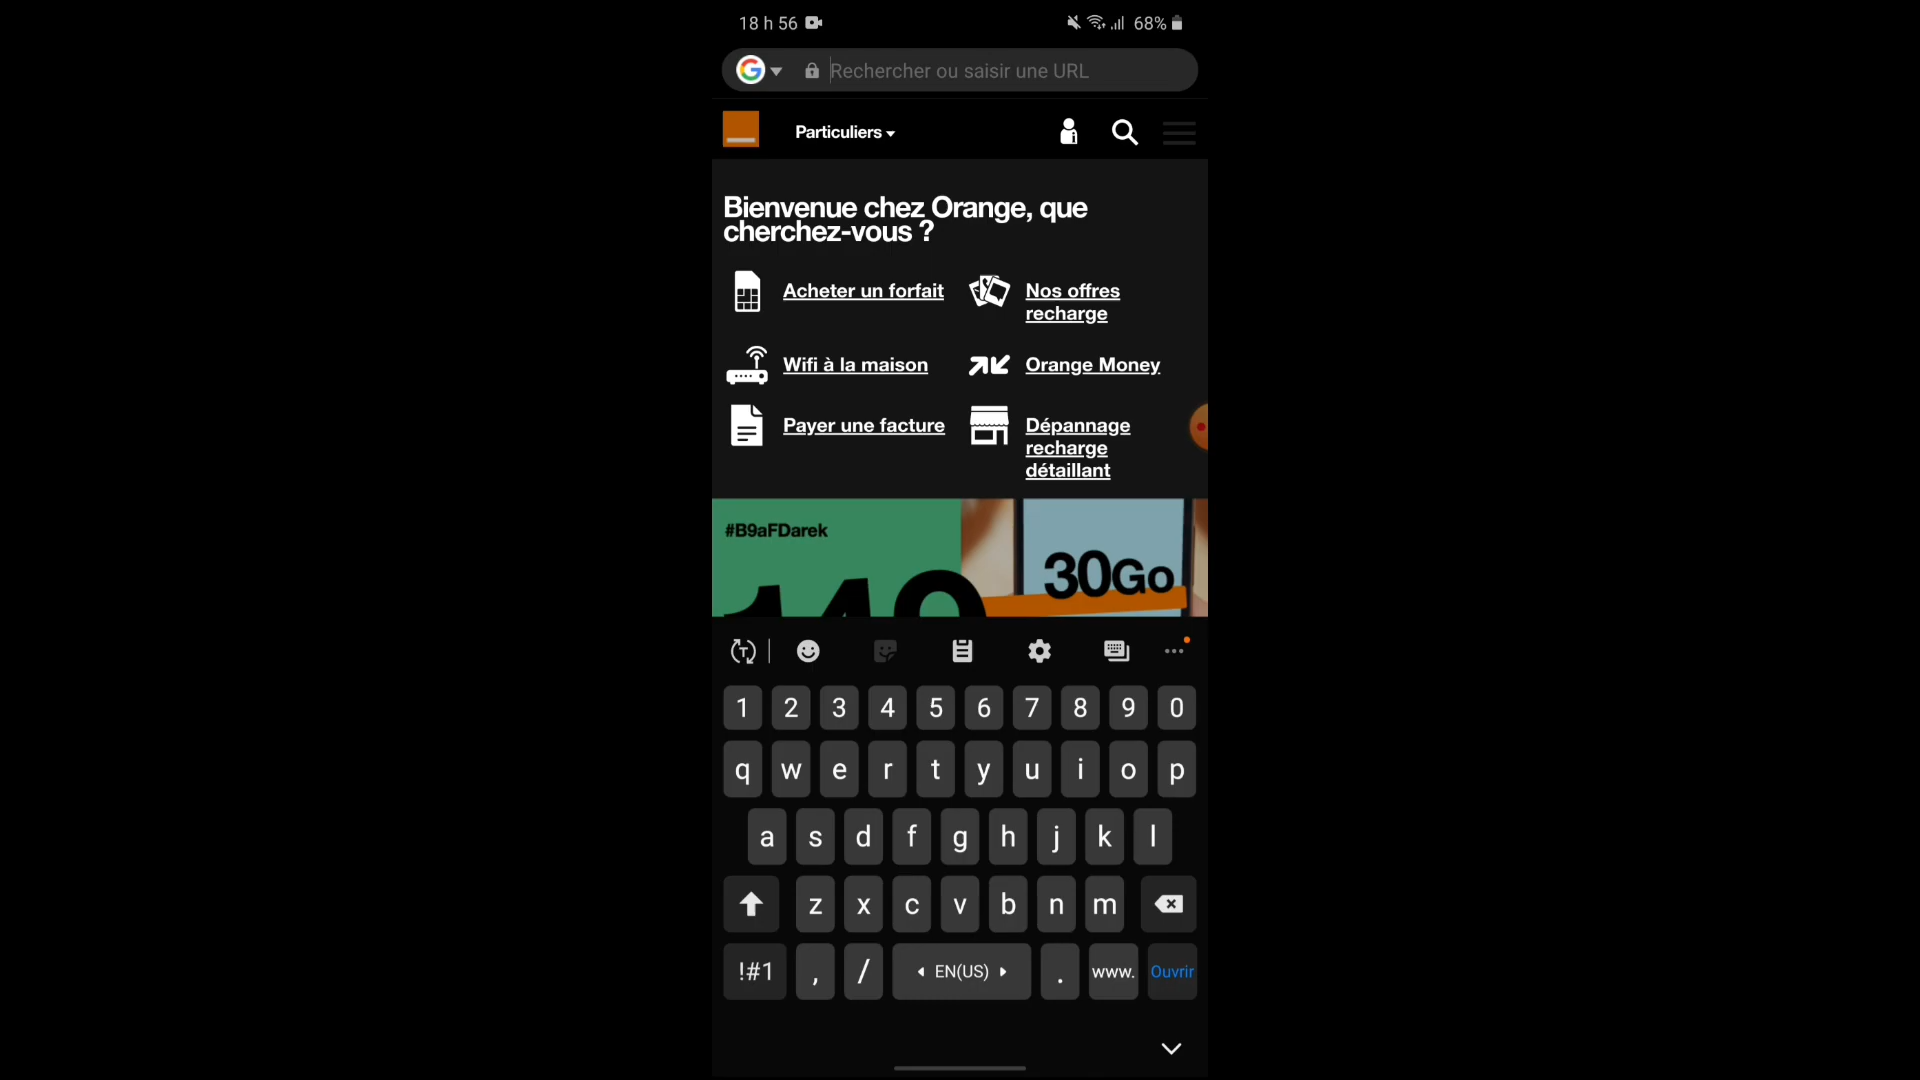 18 h 56
68%
Rechercher ou saisir une URL
Particuliers
Bienvenue chez Orange, que
cherchez-vous ?
Acheter un forfait
Nos offres
recharge
Wifi à la maison
Orange Money
Payer une facture
Dépannage
recharge
détaillant
#B9aFDarek
30Go
140
1 2 3 4 5 6 7 8 9 0
q w e r t y u i o p
a s d f g h j k l
z x c v b n m
!#1 , / EN(US) . www. Ouvrir